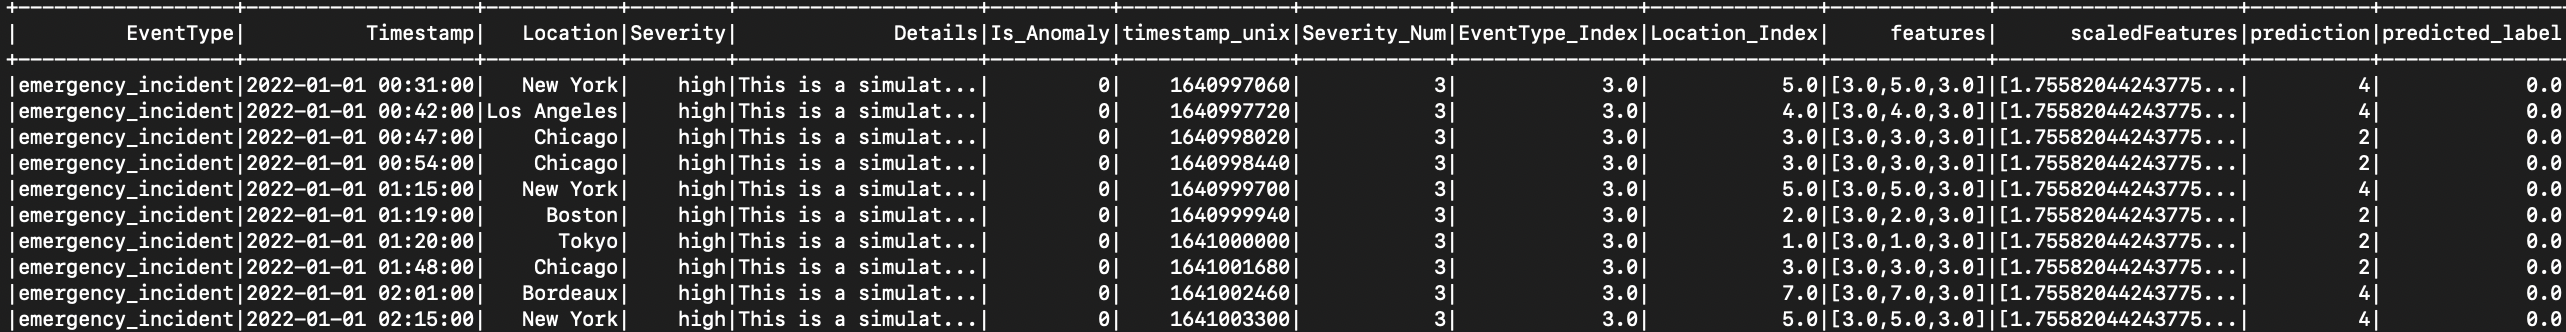 |         EventType|          Timestamp|   Location|Severity|             Details|Is_Anomaly|timestamp_unix|Severity_Num|EventType_Index|Location_Index|     features|      scaledFeatures|prediction|predicted_label|
|emergency_incident|2022-01-01 00:31:00|   New York|    high|This is a simulat...|         0|    1640997060|           3|            3.0|           5.0|[3.0,5.0,3.0]|[1.75582044243775...|         4|            0.0|
|emergency_incident|2022-01-01 00:42:00|Los Angeles|    high|This is a simulat...|         0|    1640997720|           3|            3.0|           4.0|[3.0,4.0,3.0]|[1.75582044243775...|         4|            0.0|
|emergency_incident|2022-01-01 00:47:00|    Chicago|    high|This is a simulat...|         0|    1640998020|           3|            3.0|           3.0|[3.0,3.0,3.0]|[1.75582044243775...|         2|            0.0|
|emergency_incident|2022-01-01 00:54:00|    Chicago|    high|This is a simulat...|         0|    1640998440|           3|            3.0|           3.0|[3.0,3.0,3.0]|[1.75582044243775...|         2|            0.0|
|emergency_incident|2022-01-01 01:15:00|   New York|    high|This is a simulat...|         0|    1640999700|           3|            3.0|           5.0|[3.0,5.0,3.0]|[1.75582044243775...|         4|            0.0|
|emergency_incident|2022-01-01 01:19:00|     Boston|    high|This is a simulat...|         0|    1640999940|           3|            3.0|           2.0|[3.0,2.0,3.0]|[1.75582044243775...|         2|            0.0|
|emergency_incident|2022-01-01 01:20:00|      Tokyo|    high|This is a simulat...|         0|    1641000000|           3|            3.0|           1.0|[3.0,1.0,3.0]|[1.75582044243775...|         2|            0.0|
|emergency_incident|2022-01-01 01:48:00|    Chicago|    high|This is a simulat...|         0|    1641001680|           3|            3.0|           3.0|[3.0,3.0,3.0]|[1.75582044243775...|         2|            0.0|
|emergency_incident|2022-01-01 02:01:00|   Bordeaux|    high|This is a simulat...|         0|    1641002460|           3|            3.0|           7.0|[3.0,7.0,3.0]|[1.75582044243775...|         4|            0.0|
|emergency_incident|2022-01-01 02:15:00|   New York|    high|This is a simulat...|         0|    1641003300|           3|            3.0|           5.0|[3.0,5.0,3.0]|[1.75582044243775...|         4|            0.0|